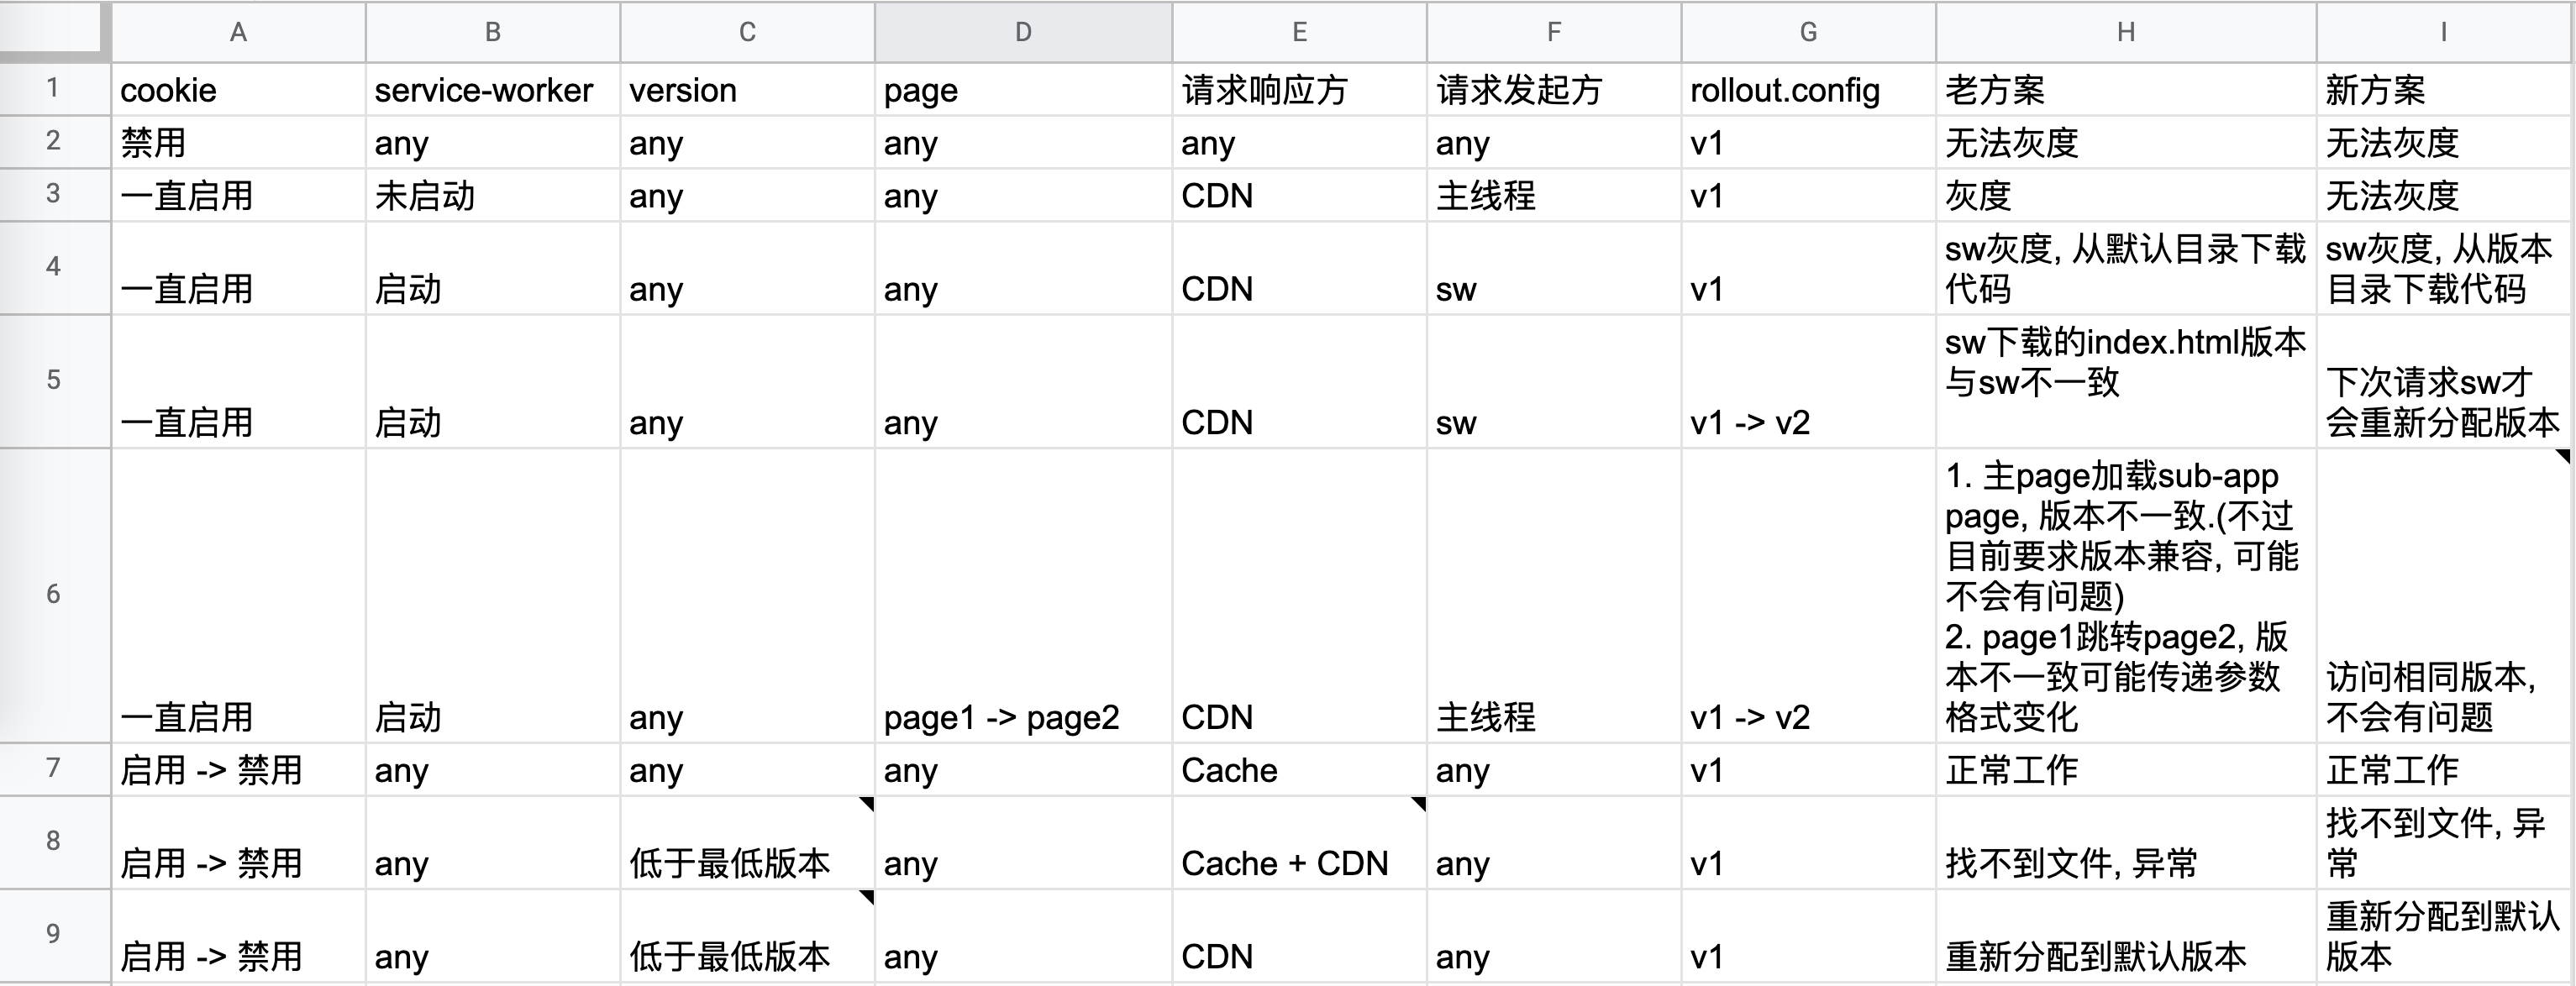 A B C D E F G H I
1 cookie service-worker version page 请求响应方 请求发起方 rollout.config 老方案 新方案
2 禁用 any any any any any v1 无法灰度 无法灰度
3 一直启用 未启动 any any CDN 主线程 v1 灰度 无法灰度
4 一直启用 启动 any any CDN sw v1 sw灰度, 从默认目录下载
代码 sw灰度, 从版本
目录下载代码
5 一直启用 启动 any any CDN sw v1 -> v2 sw下载的index.html版本
与sw不一致 下次请求sw才
会重新分配版本
6 一直启用 启动 any page1 -> page2 CDN 主线程 v1 -> v2 1. 主page加载sub-app
page, 版本不一致.(不过
目前要求版本兼容, 可能
不会有问题)
2. page1跳转page2, 版
本不一致可能传递参数
格式变化 访问相同版本,
不会有问题
7 启用 -> 禁用 any any any Cache any v1 正常工作 正常工作
8 启用 -> 禁用 any 低于最低版本 any Cache + CDN any v1 找不到文件, 异常 找不到文件, 异
常
9 启用 -> 禁用 any 低于最低版本 any CDN any v1 重新分配到默认版本 重新分配到默认
版本